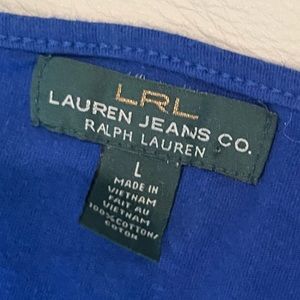 LRL
LAUREN JEANS CO.
RALPH LAUREN
L
MADE IN
VIETNAM
FAIT AU
VIETNAM
100% COTTON/
COTON